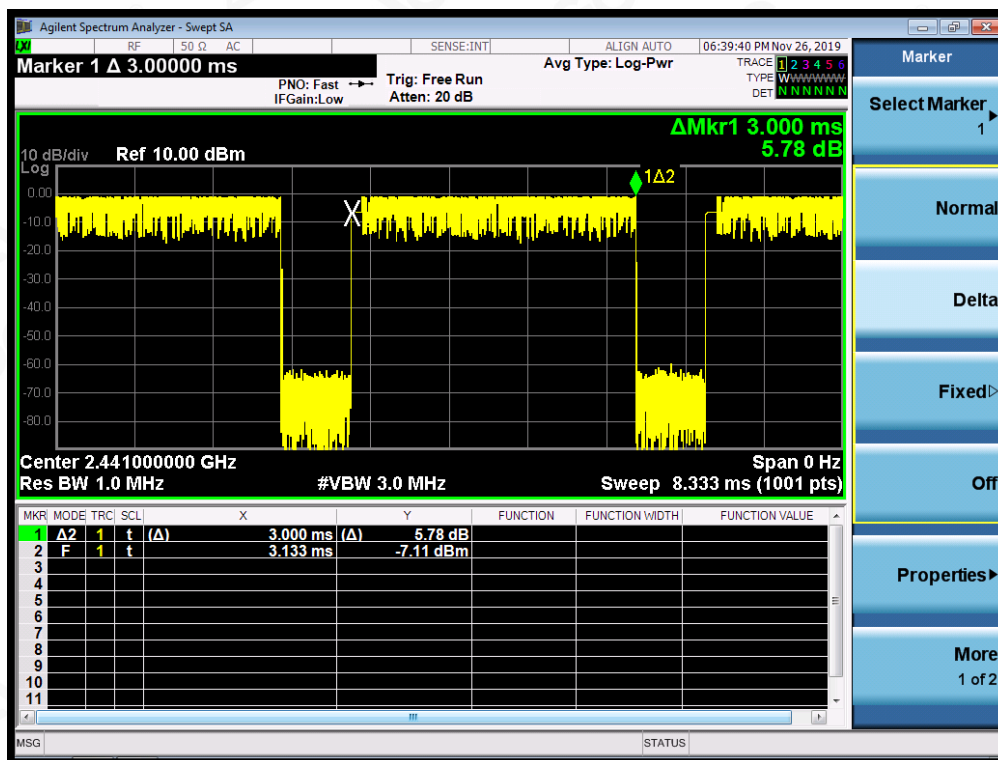 Agilent Spectrum Analyzer - Swept SA
LXI RF 50 Ω AC SENSE:INT ALIGN AUTO 06:39:40 PM Nov 26, 2019
Marker 1 Δ 3.00000 ms
PNO: Fast
IFGain:Low
Trig: Free Run
Atten: 20 dB
Avg Type: Log-Pwr
TRACE 1 2 3 4 5 6
TYPE WWWWWW
DET N N N N N N
ΔMkr1 3.000 ms
5.78 dB
10 dB/div Ref 10.00 dBm
Log
0.00
-10.0
-20.0
-30.0
-40.0
-50.0
-60.0
-70.0
-80.0
1Δ2
X
Center 2.441000000 GHz Span 0 Hz
Res BW 1.0 MHz #VBW 3.0 MHz Sweep 8.333 ms (1001 pts)
MKR MODE TRC SCL X Y FUNCTION FUNCTION WIDTH FUNCTION VALUE
1 Δ2 1 t (Δ) 3.000 ms (Δ) 5.78 dB
2 F 1 t 3.133 ms -7.11 dBm
3
4
5
6
7
8
9
10
11
MSG STATUS
Marker
Select Marker
1
Normal
Delta
Fixed
Off
Properties
More
1 of 2